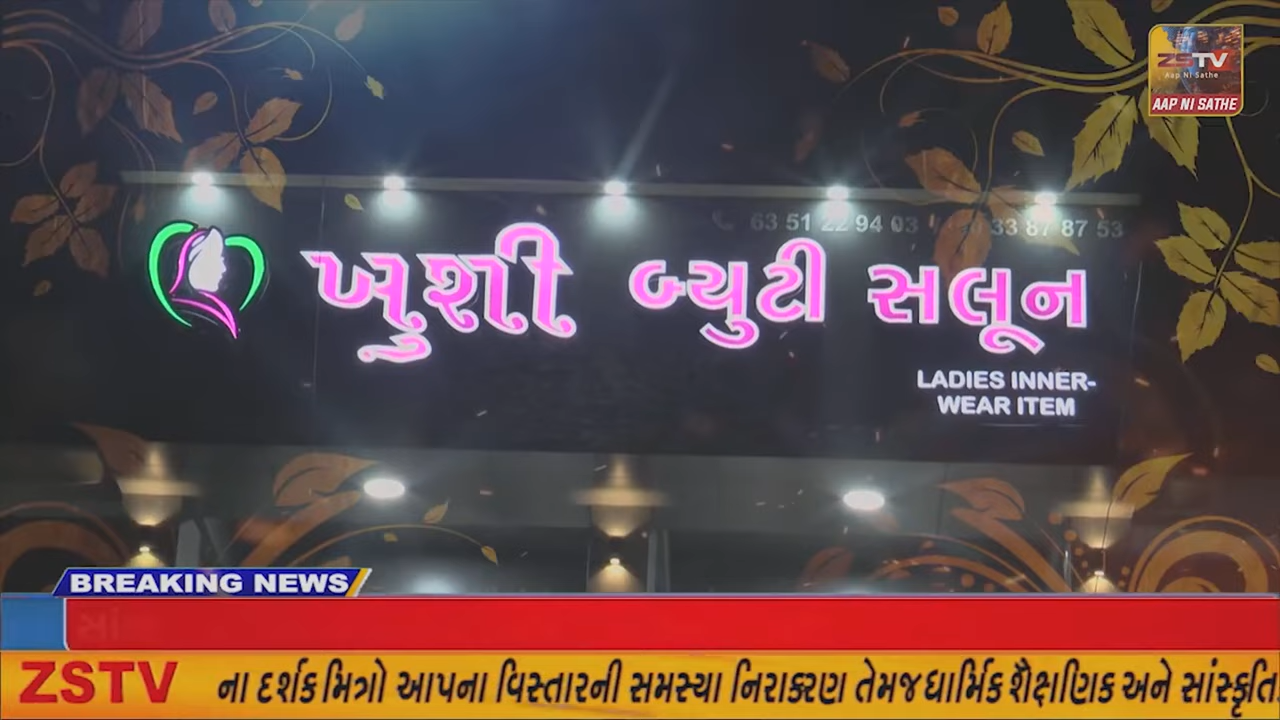 ZSTV
Aap Ni Sathe
AAP NI SATHE
63 51 22 94 03
33 87 87 53
ખુશી બ્યુટી સલૂન
LADIES INNER-
WEAR ITEM
BREAKING NEWS
ZSTV ના દર્શક મિત્રો આપના વિસ્તારની સમસ્યા નિરાકરણ તેમજ ધાર્મિક શૈક્ષણિક અને સાંસ્કૃતિ